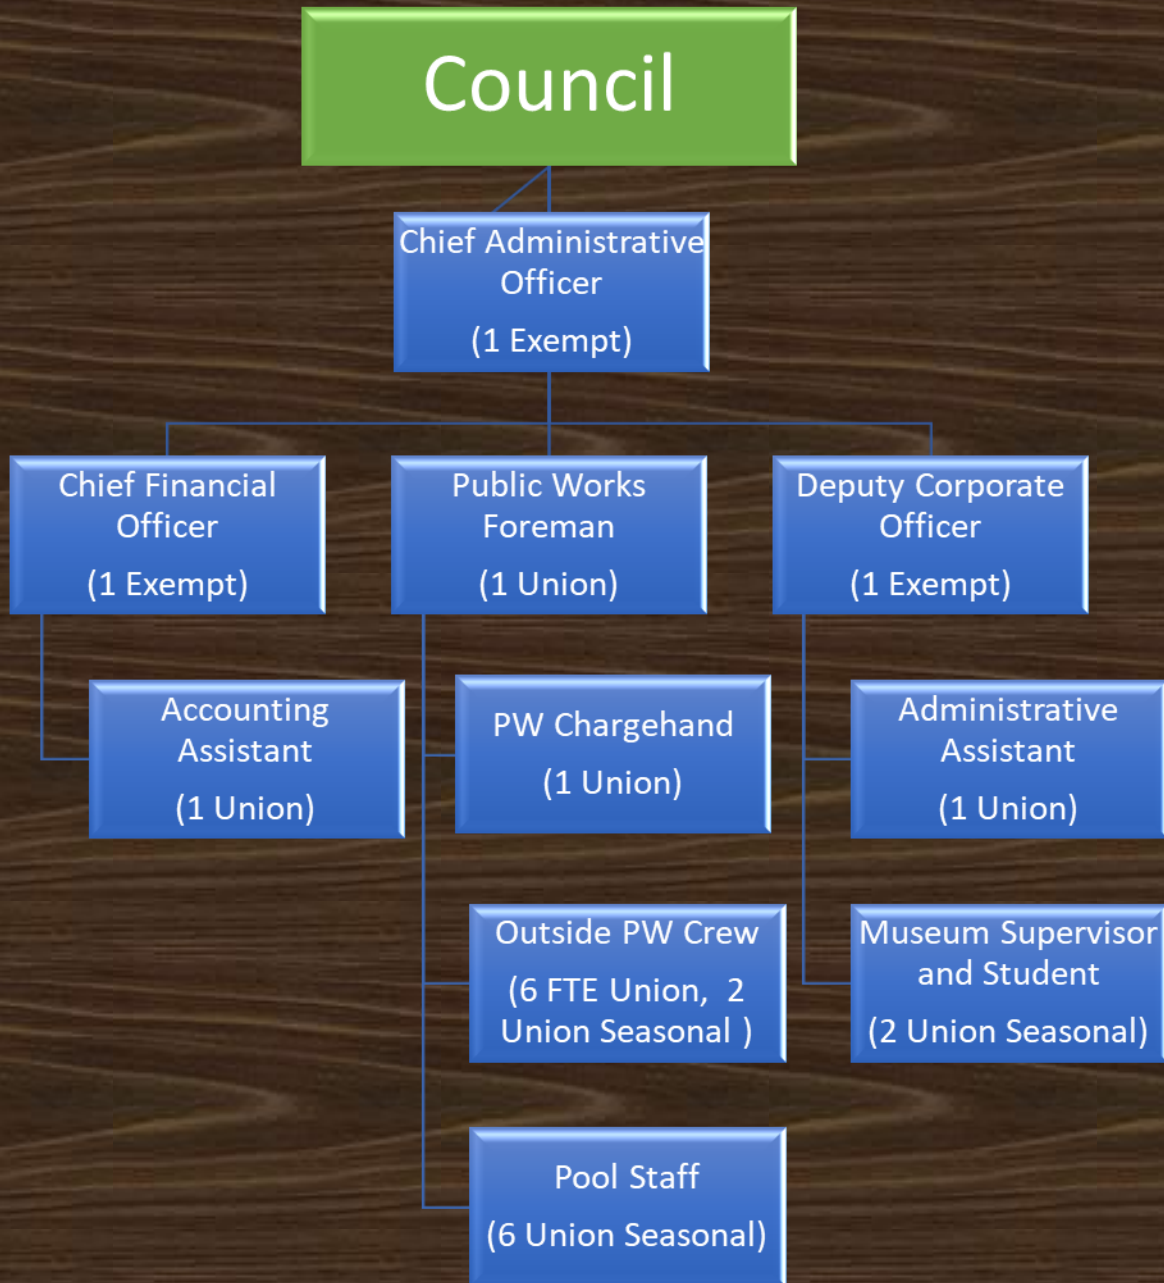 Council
Chief Administrative
Officer
(1 Exempt)
Chief Financial
Officer
(1 Exempt)
Public Works
Foreman
(1 Union)
Deputy Corporate
Officer
(1 Exempt)
Accounting
Assistant
(1 Union)
PW Chargehand
(1 Union)
Administrative
Assistant
(1 Union)
Outside PW Crew
(6 FTE Union,  2
Union Seasonal )
Museum Supervisor
and Student
(2 Union Seasonal)
Pool Staff
(6 Union Seasonal)